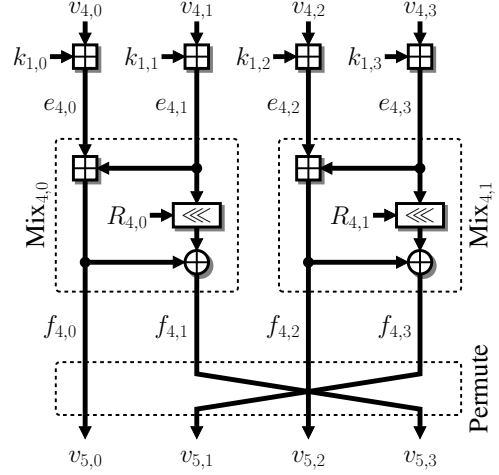 v4,0 v4,1 v4,2 v4,3
k1,0 k1,1 k1,2 k1,3
e4,0 e4,1 e4,2 e4,3
Mix4,0 Mix4,1
R4,0 ⋘ R4,1 ⋘
f4,0 f4,1 f4,2 f4,3
Permute
v5,0 v5,1 v5,2 v5,3